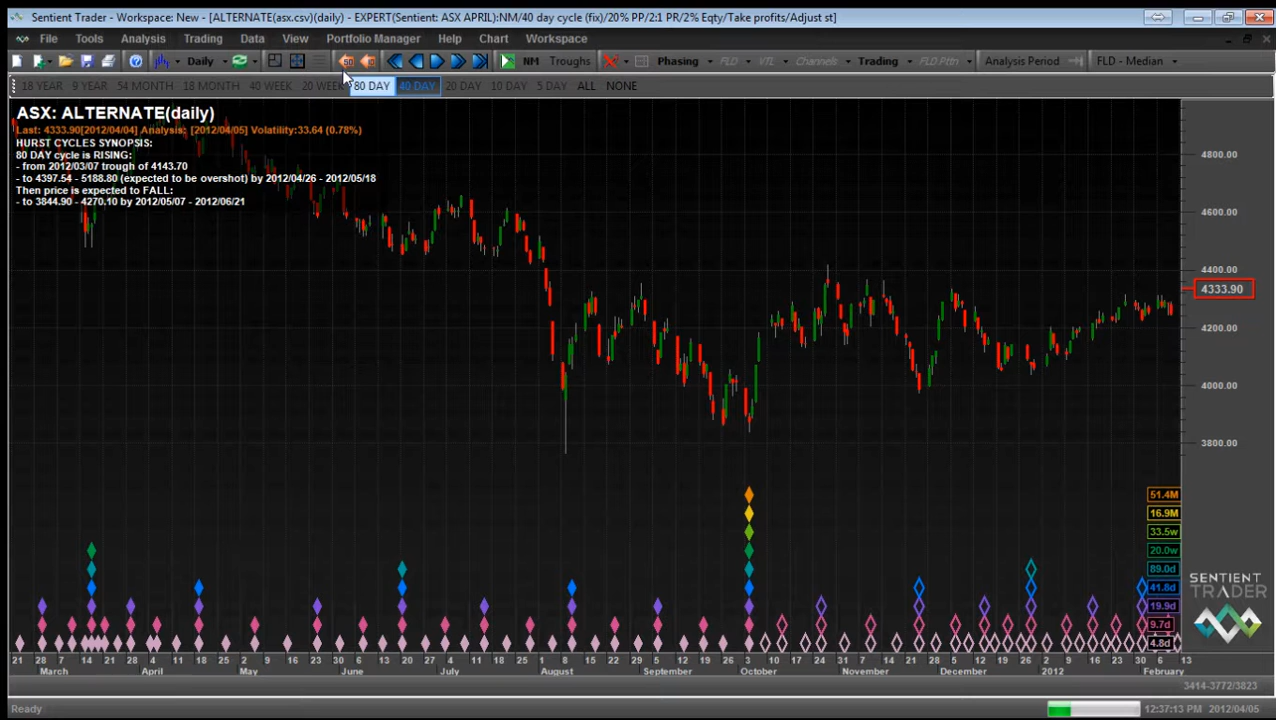 Sentient Trader - Workspace: New - [ALTERNATE(asx.csv)(daily) - EXPERT(Sentient: ASX APRIL):NM/40 day cycle (fix)/20% PP/2:1 PR/2% Eqty/Take profits/Adjust st]
File Tools Analysis Trading Data View Portfolio Manager Help Chart Workspace
Daily 50 NM Troughs Phasing FLD VTL Channels Trading FLD Pttn Analysis Period FLD - Median
18 YEAR 9 YEAR 54 MONTH 18 MONTH 40 WEEK 20 WEEK 80 DAY 40 DAY 20 DAY 10 DAY 5 DAY ALL NONE
ASX: ALTERNATE(daily)
Last: 4333.90[2012/04/04] Analysis: [2012/04/05] Volatility:33.64 (0.78%)
HURST CYCLES SYNOPSIS:
80 DAY cycle is RISING:
- from 2012/03/07 trough of 4143.70
- to 4397.54 - 5188.80 (expected to be overshot) by 2012/04/26 - 2012/05/18
Then price is expected to FALL:
- to 3844.90 - 4270.10 by 2012/05/07 - 2012/06/21
4800.00
4600.00
4400.00
4333.90
4200.00
4000.00
3800.00
51.4M
16.9M
33.5w
20.0w
89.0d
41.8d
19.9d
9.7d
4.8d
SENTIENT
TRADER
21 28 7 14 21 28 4 11 18 25 2 9 16 23 30 6 13 20 27 4 11 18 25 1 8 15 22 29 5 12 19 26 3 10 17 24 31 7 14 21 28 5 12 19 26 2 9 16 23 30 6 13
March April May June July August September October November December 2012 February
3414-3772/3823
Ready 12:37:13 PM 2012/04/05